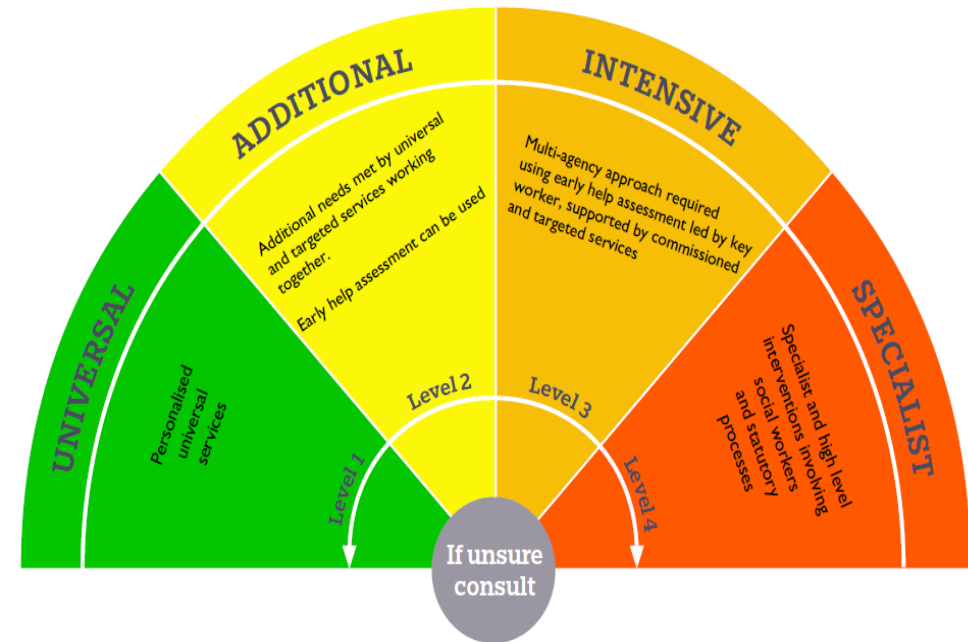 UNIVERSAL
Personalised
universal
services
Level 1
ADDITIONAL
Additional needs met by universal
and targeted services working
together.
Early help assessment can be used
Level 2
INTENSIVE
Multi-agency approach required
using early help assessment led by key
worker, supported by commissioned
and targeted services
Level 3
SPECIALIST
Specialist and high level
interventions involving
social workers
and statutory
processes
Level 4
If unsure
consult